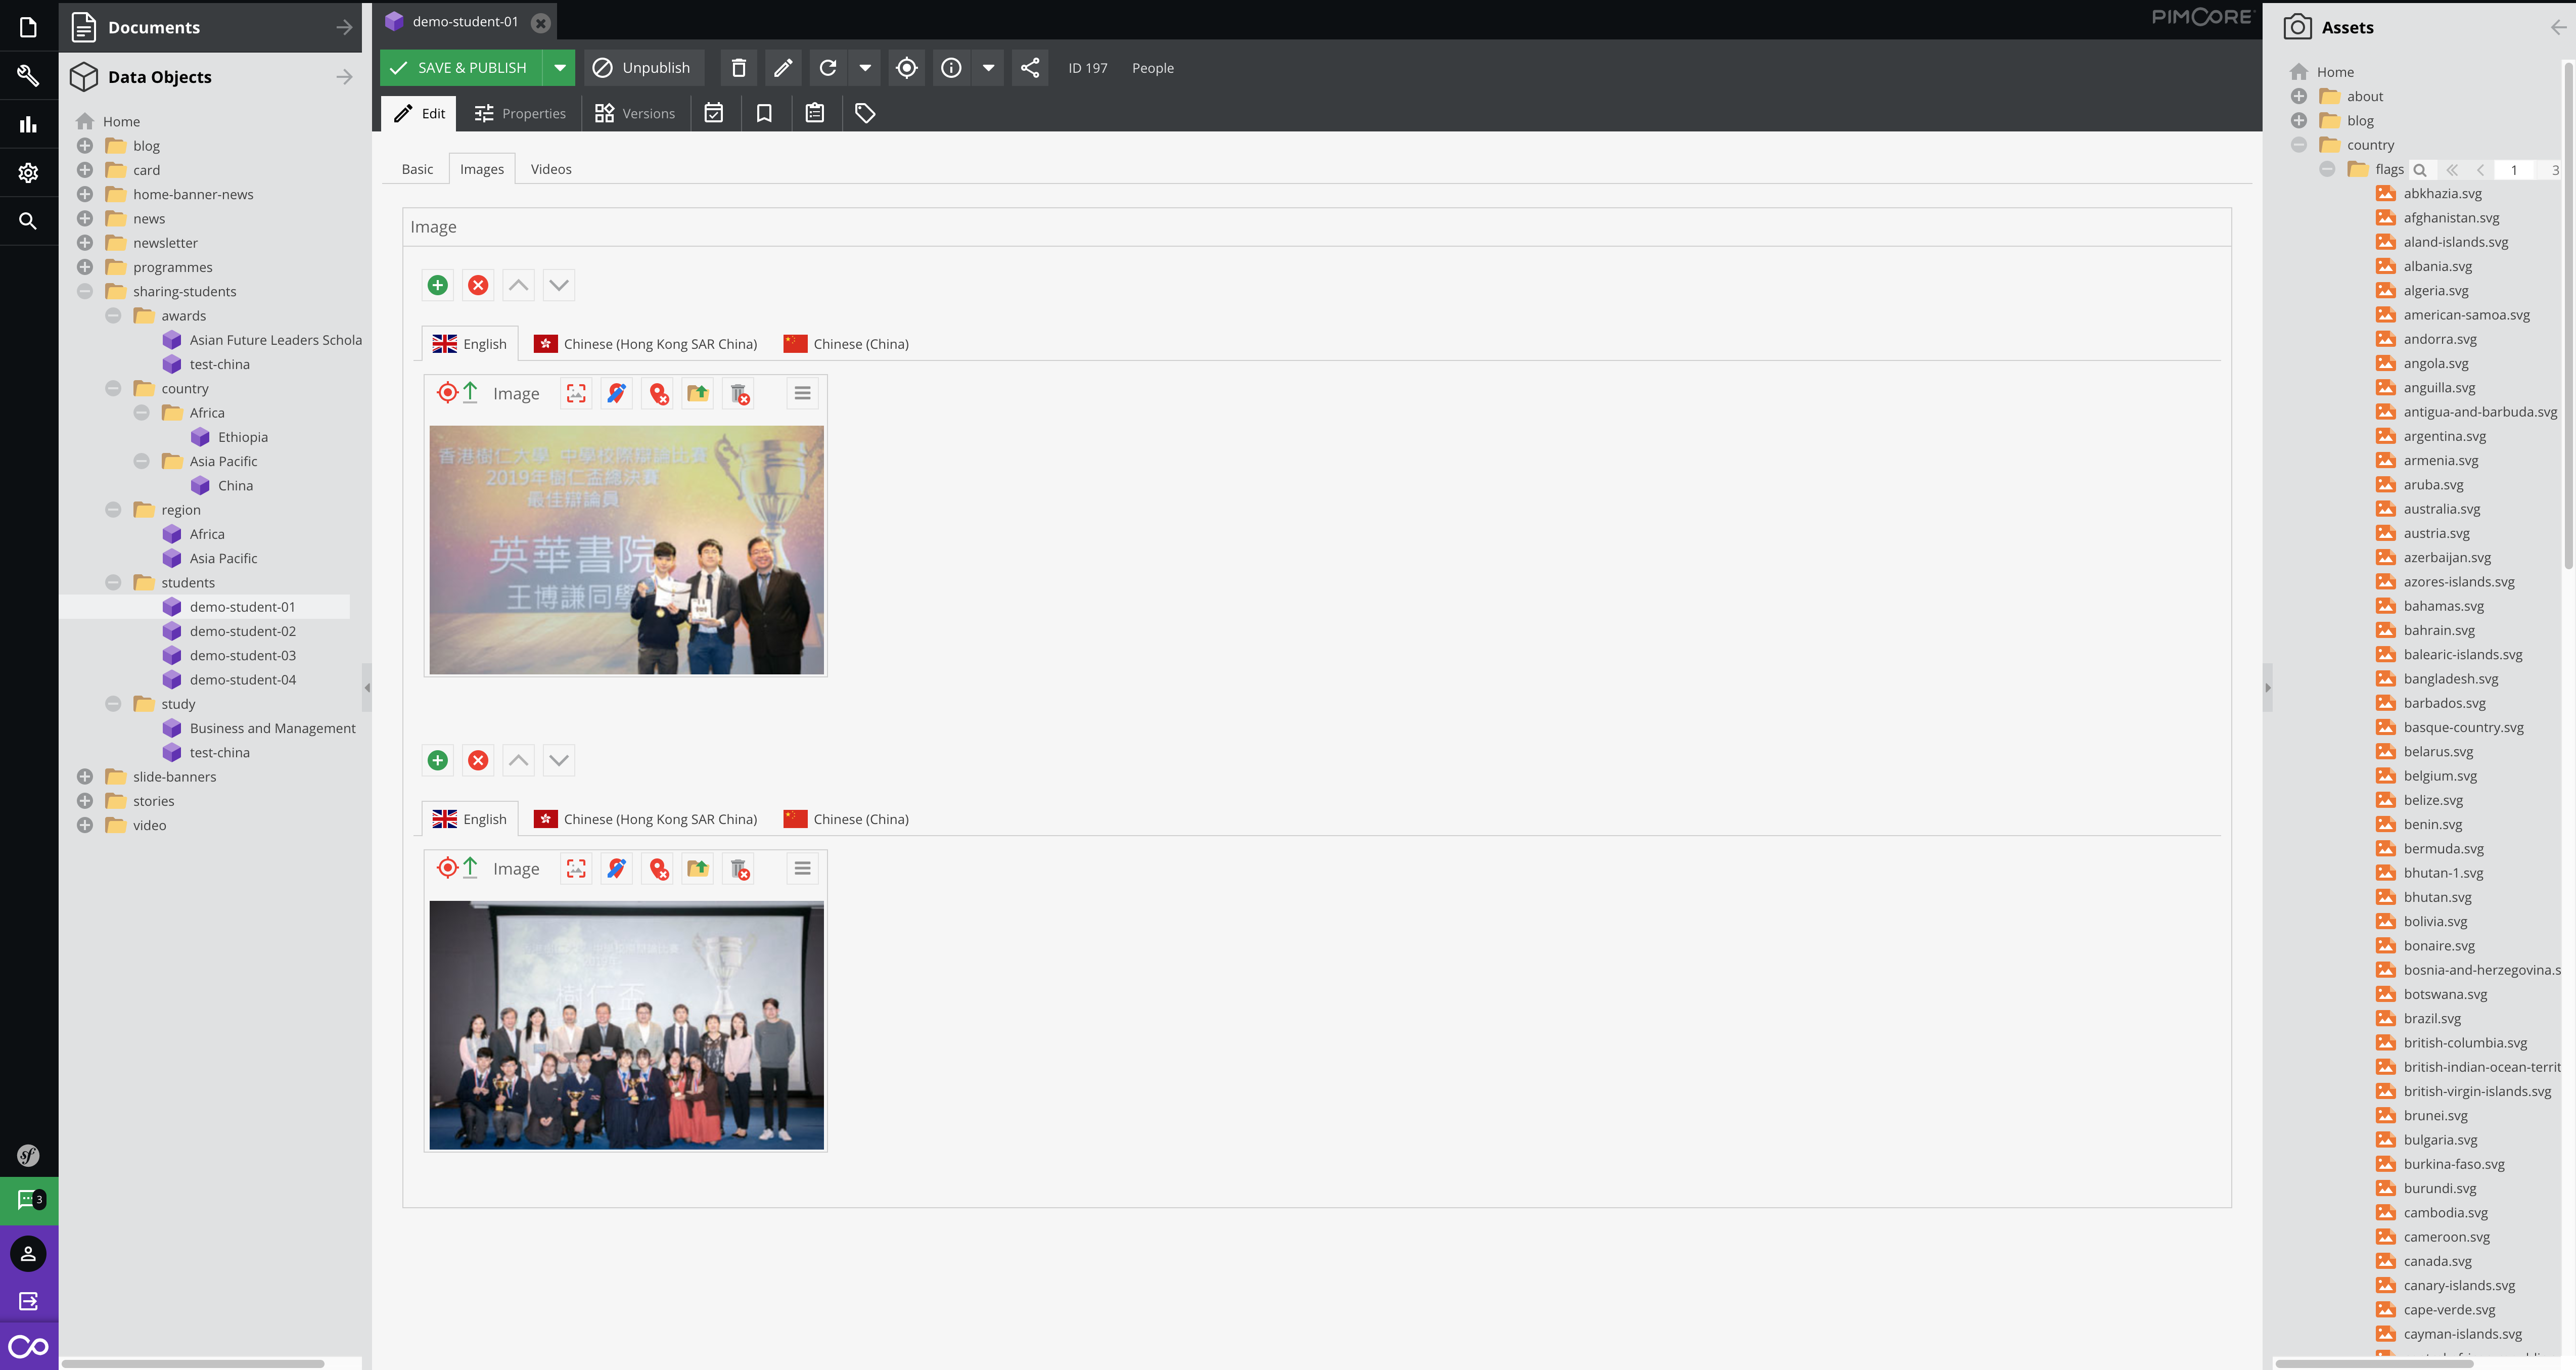 Documents
Data Objects
Home
blog
card
home-banner-news
news
newsletter
programmes
sharing-students
awards
Asian Future Leaders Schola
test-china
country
Africa
Ethiopia
Asia Pacific
China
region
Africa
Asia Pacific
students
demo-student-01
demo-student-02
demo-student-03
demo-student-04
study
Business and Management
test-china
slide-banners
stories
video
sf
3
demo-student-01
PIMCORE
SAVE & PUBLISH
Unpublish
ID 197
People
Edit
Properties
Versions
Basic
Images
Videos
Image
English
Chinese (Hong Kong SAR China)
Chinese (China)
Image
香港樹仁大學 中學校際辯論比賽
2019年樹仁盃總決賽
最佳辯論員
英華書院
王博謙同學
English
Chinese (Hong Kong SAR China)
Chinese (China)
Image
樹仁盃
Assets
Home
about
blog
country
flags
1
3
abkhazia.svg
afghanistan.svg
aland-islands.svg
albania.svg
algeria.svg
american-samoa.svg
andorra.svg
angola.svg
anguilla.svg
antigua-and-barbuda.svg
argentina.svg
armenia.svg
aruba.svg
australia.svg
austria.svg
azerbaijan.svg
azores-islands.svg
bahamas.svg
bahrain.svg
balearic-islands.svg
bangladesh.svg
barbados.svg
basque-country.svg
belarus.svg
belgium.svg
belize.svg
benin.svg
bermuda.svg
bhutan-1.svg
bhutan.svg
bolivia.svg
bonaire.svg
bosnia-and-herzegovina.s
botswana.svg
brazil.svg
british-columbia.svg
british-indian-ocean-territ
british-virgin-islands.svg
brunei.svg
bulgaria.svg
burkina-faso.svg
burundi.svg
cambodia.svg
cameroon.svg
canada.svg
canary-islands.svg
cape-verde.svg
cayman-islands.svg